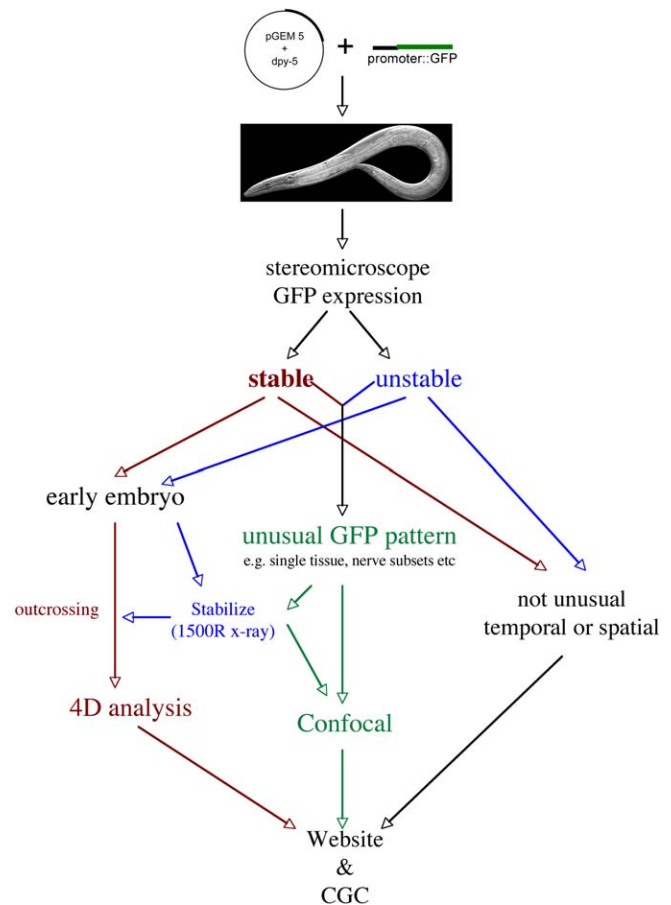 pGEM 5
+
dpy-5
+
promoter::GFP
stereomicroscope
GFP expression
stable
unstable
early embryo
unusual GFP pattern
e.g. single tissue, nerve subsets etc
outcrossing
Stabilize
(1500R x-ray)
not unusual
temporal or spatial
4D analysis
Confocal
Website
&
CGC